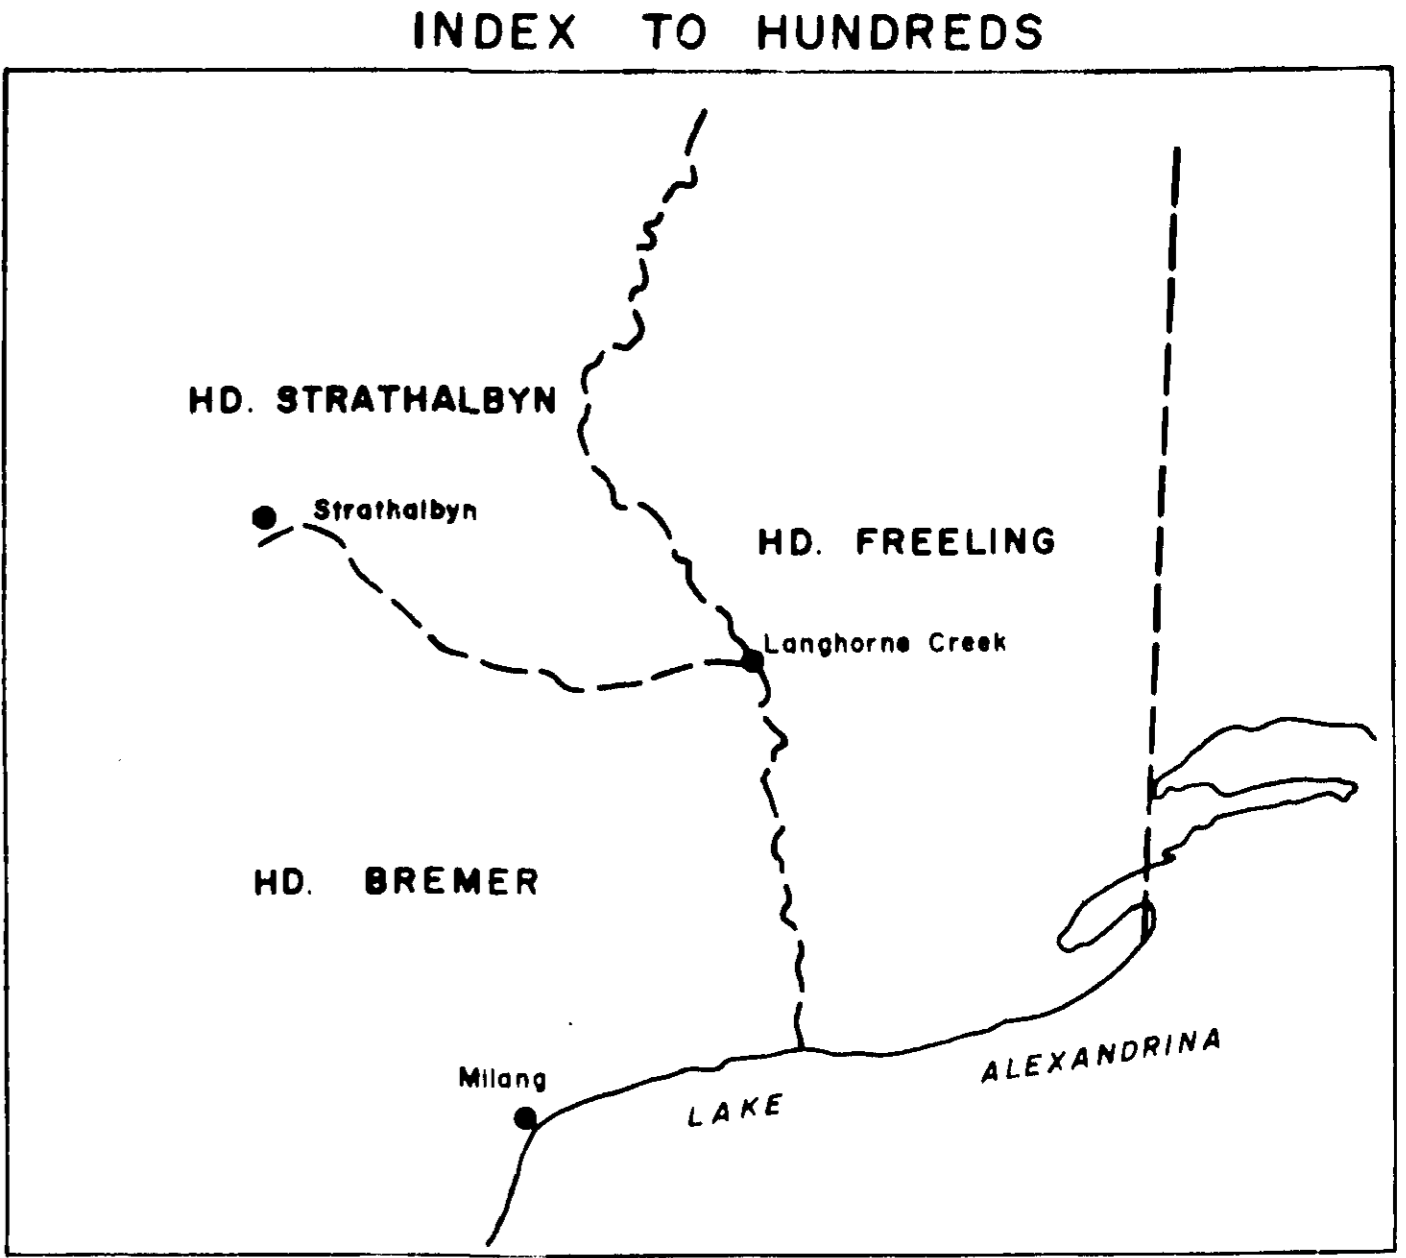 INDEX TO HUNDREDS
HD. STRATHALBYN
Strathalbyn
HD. FREELING
Langhorne Creek
HD. BREMER
Milang
LAKE ALEXANDRINA